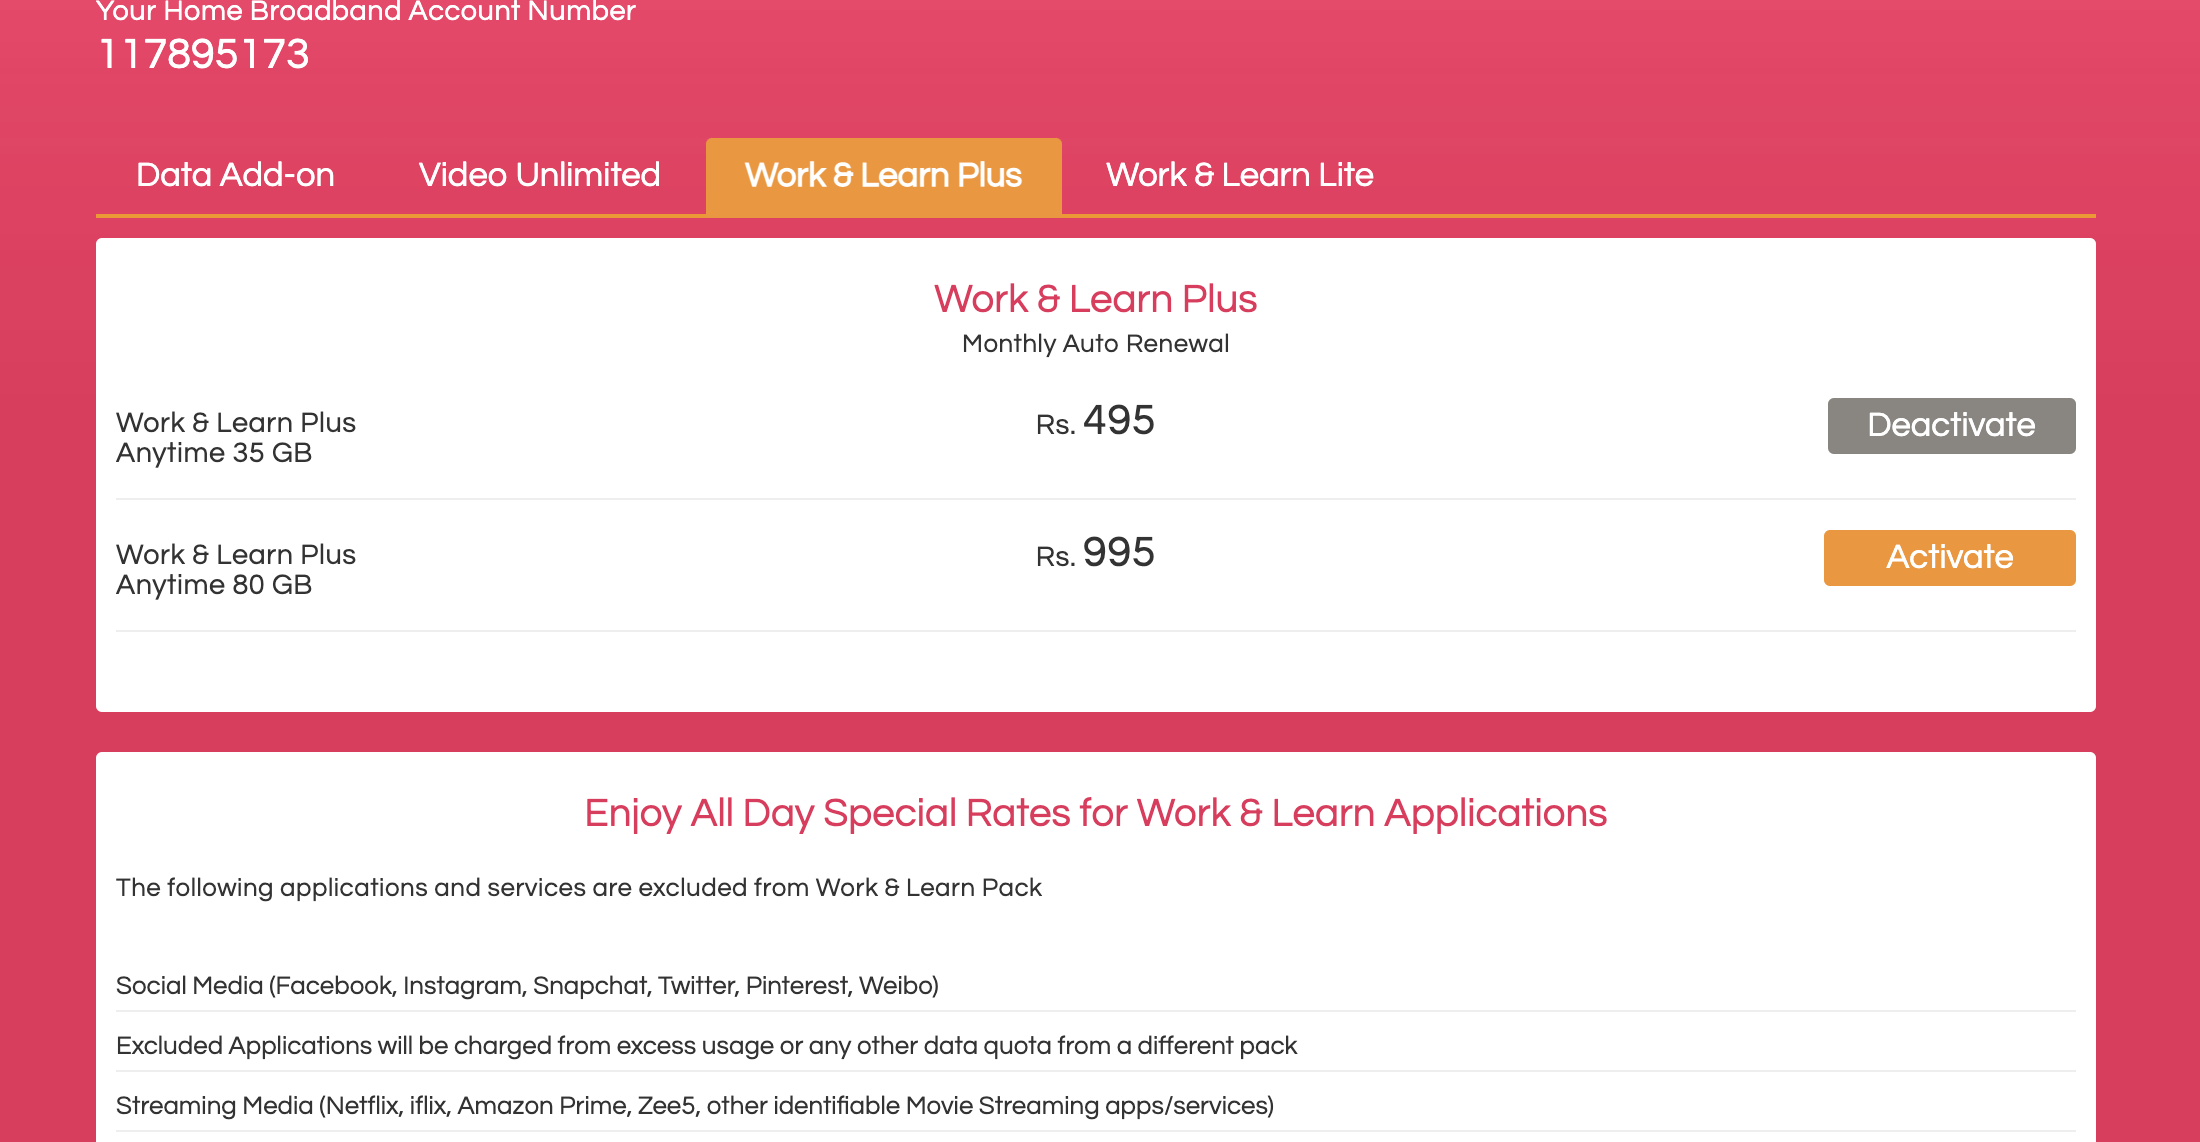 Your Home Broadband Account Number
117895173
Data Add-on
Video Unlimited
Work & Learn Plus
Work & Learn Lite
Work & Learn Plus
Monthly Auto Renewal
Work & Learn Plus
Anytime 35 GB
Rs. 495
Deactivate
Work & Learn Plus
Anytime 80 GB
Rs. 995
Activate
Enjoy All Day Special Rates for Work & Learn Applications
The following applications and services are excluded from Work & Learn Pack
Social Media (Facebook, Instagram, Snapchat, Twitter, Pinterest, Weibo)
Excluded Applications will be charged from excess usage or any other data quota from a different pack
Streaming Media (Netflix, iflix, Amazon Prime, Zee5, other identifiable Movie Streaming apps/services)